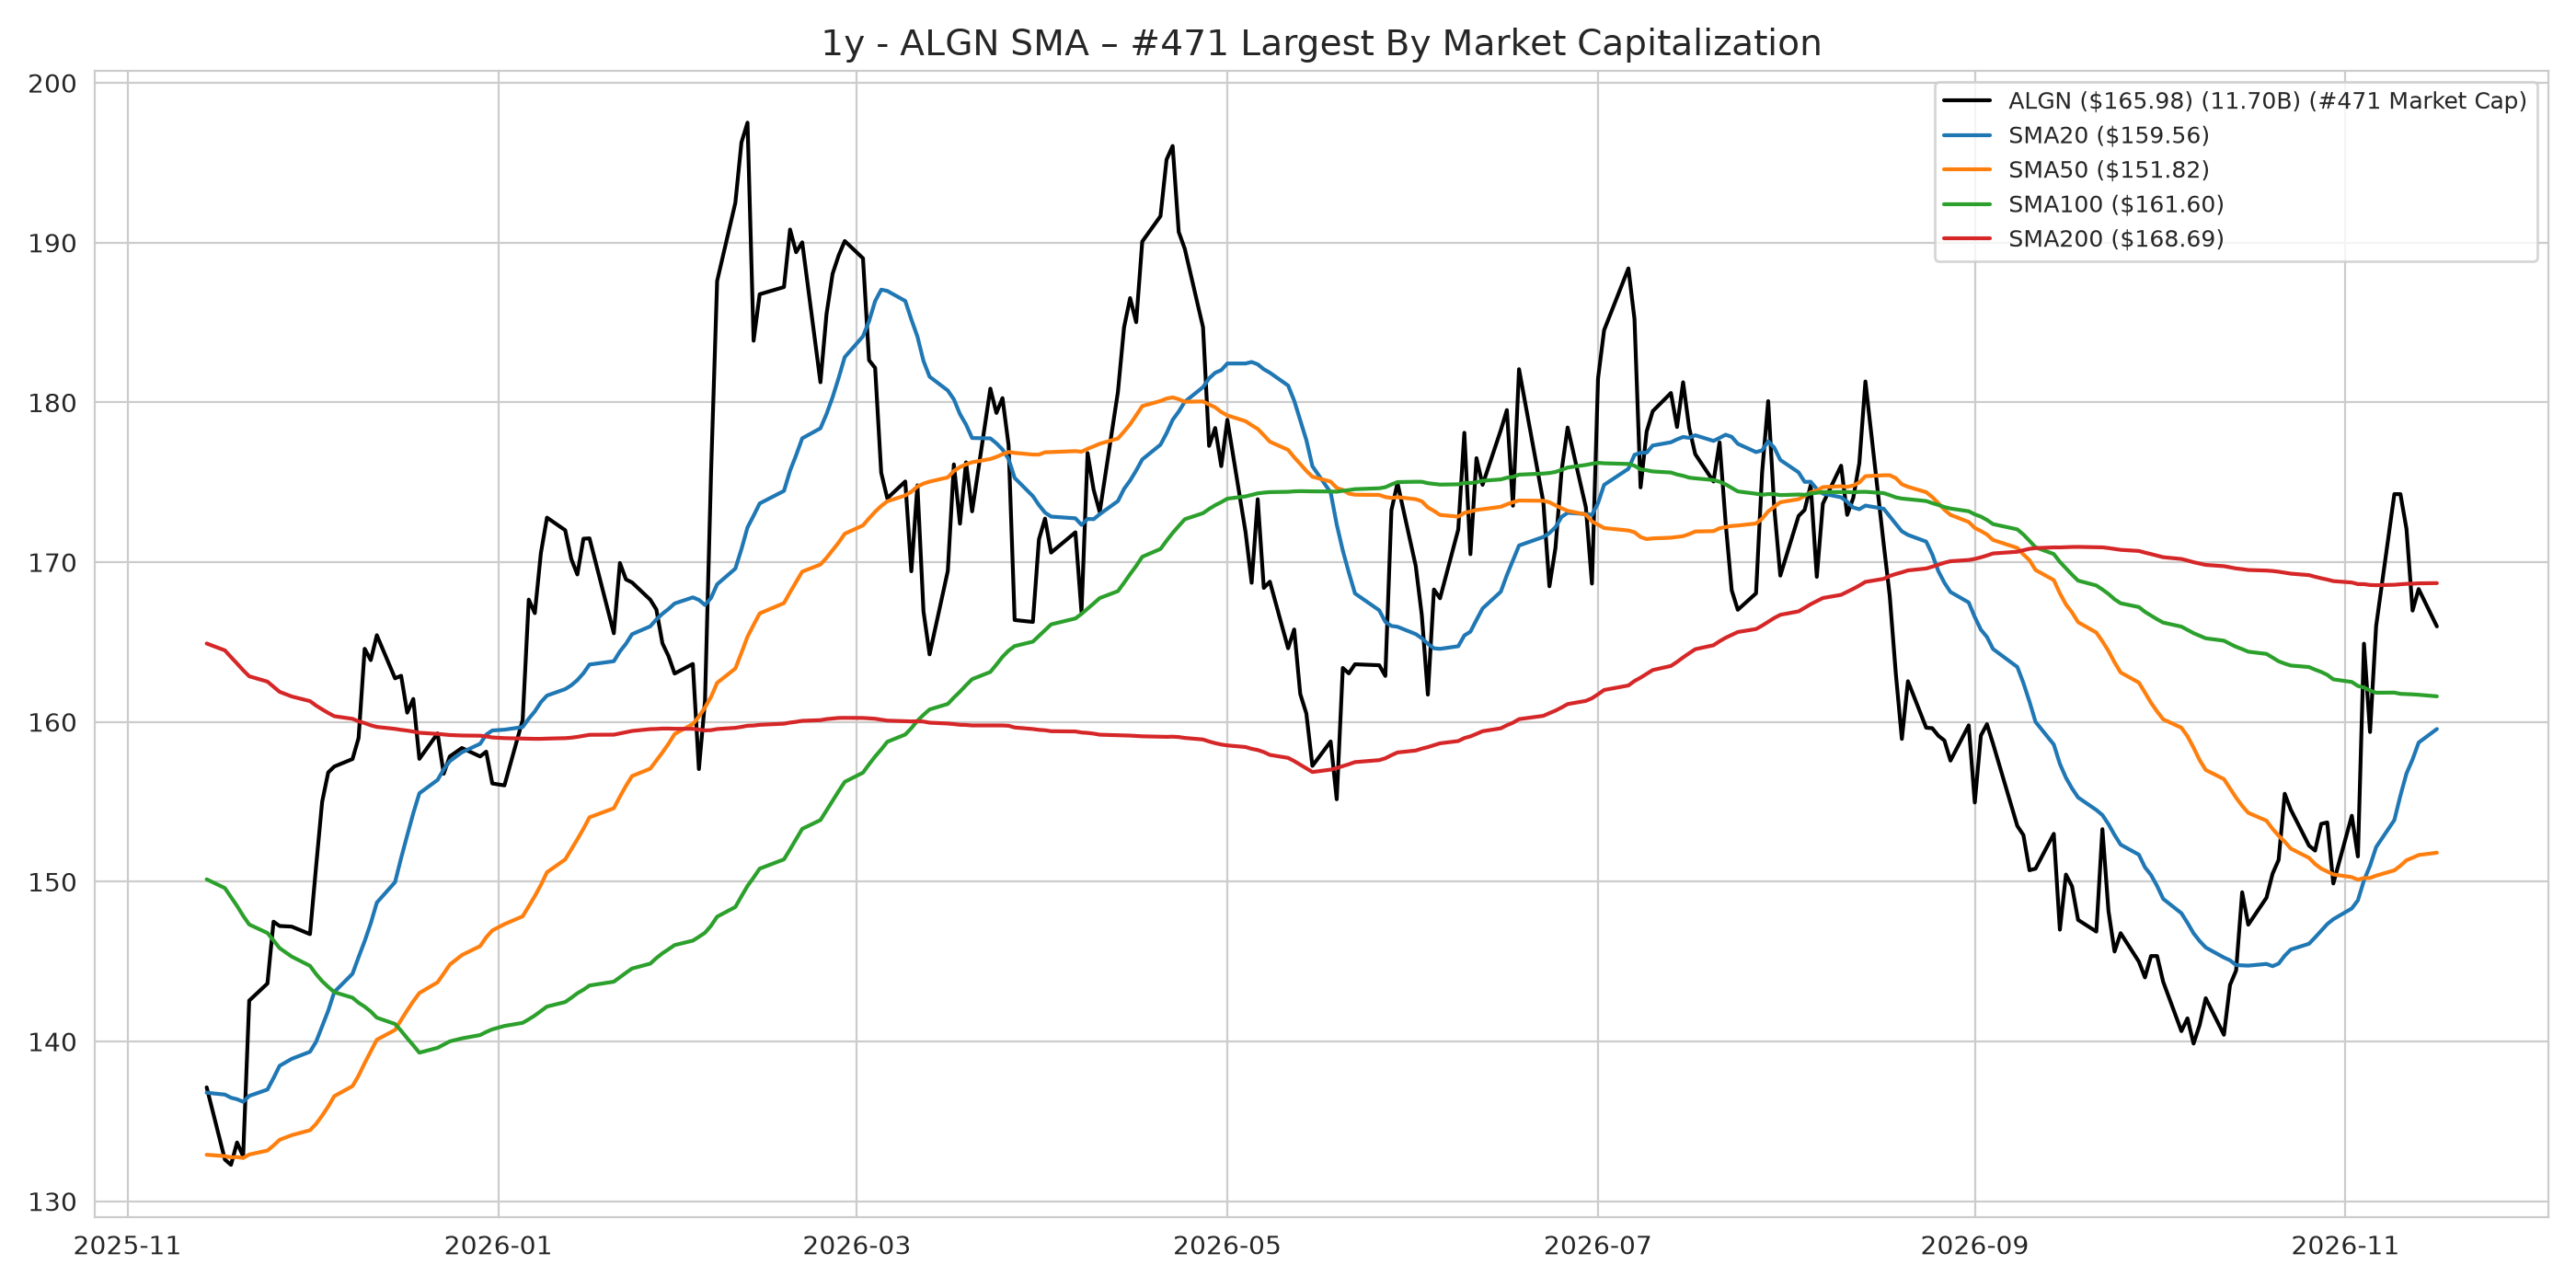 1y - ALGN SMA – #471 Largest By Market Capitalization
ALGN ($165.98) (11.70B) (#471 Market Cap)
SMA20 ($159.56)
SMA50 ($151.82)
SMA100 ($161.60)
SMA200 ($168.69)
200
190
180
170
160
150
140
130
2025-11 2026-01 2026-03 2026-05 2026-07 2026-09 2026-11